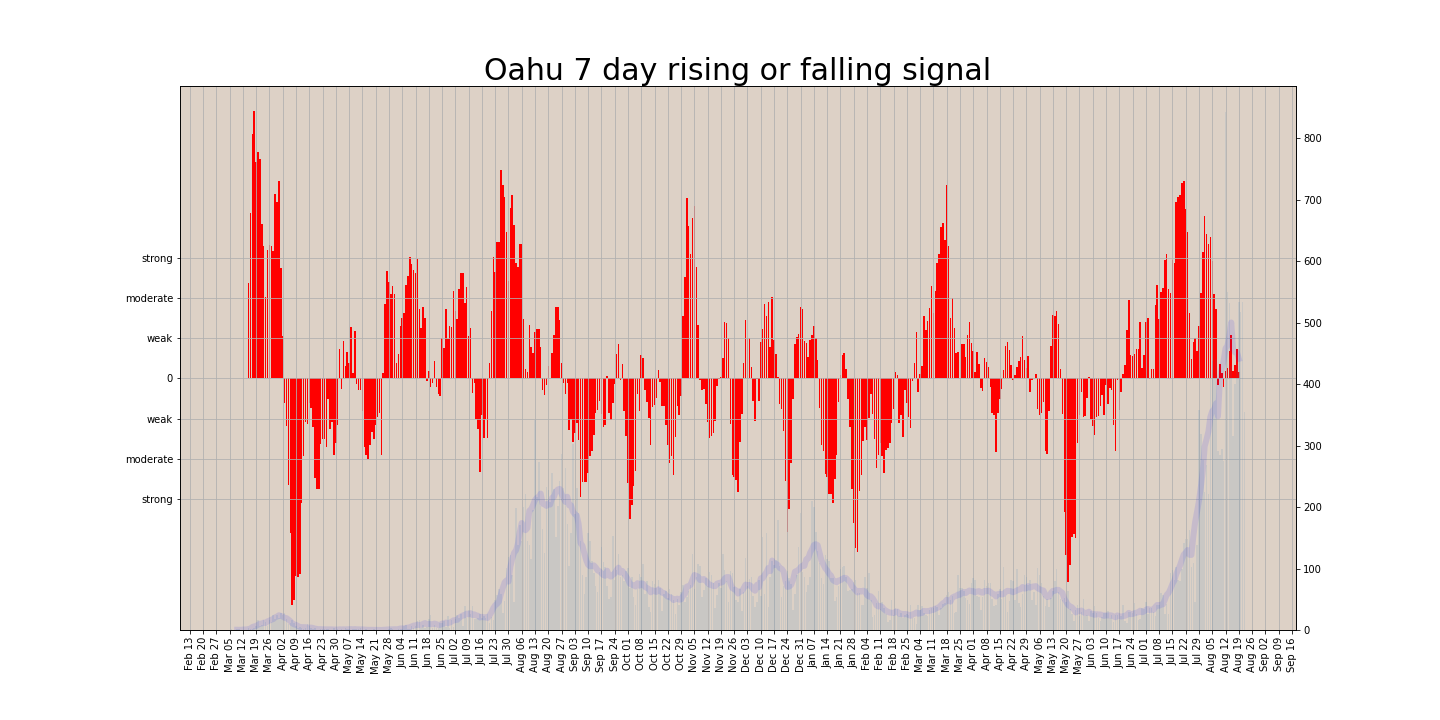 Oahu 7 day rising or falling signal
strong
moderate
weak
0
weak
moderate
strong
800
700
600
500
400
300
200
100
0
Feb 13
Feb 20
Feb 27
Mar 05
Mar 12
Mar 19
Mar 26
Apr 02
Apr 09
Apr 16
Apr 23
Apr 30
May 07
May 14
May 21
May 28
Jun 04
Jun 11
Jun 18
Jun 25
Jul 02
Jul 09
Jul 16
Jul 23
Jul 30
Aug 06
Aug 13
Aug 20
Aug 27
Sep 03
Sep 10
Sep 17
Sep 24
Oct 01
Oct 08
Oct 15
Oct 22
Oct 29
Nov 05
Nov 12
Nov 19
Nov 26
Dec 03
Dec 10
Dec 17
Dec 24
Dec 31
Jan 07
Jan 14
Jan 21
Jan 28
Feb 04
Feb 11
Feb 18
Feb 25
Mar 04
Mar 11
Mar 18
Mar 25
Apr 01
Apr 08
Apr 15
Apr 22
Apr 29
May 06
May 13
May 20
May 27
Jun 03
Jun 10
Jun 17
Jun 24
Jul 01
Jul 08
Jul 15
Jul 22
Jul 29
Aug 05
Aug 12
Aug 19
Aug 26
Sep 02
Sep 09
Sep 16